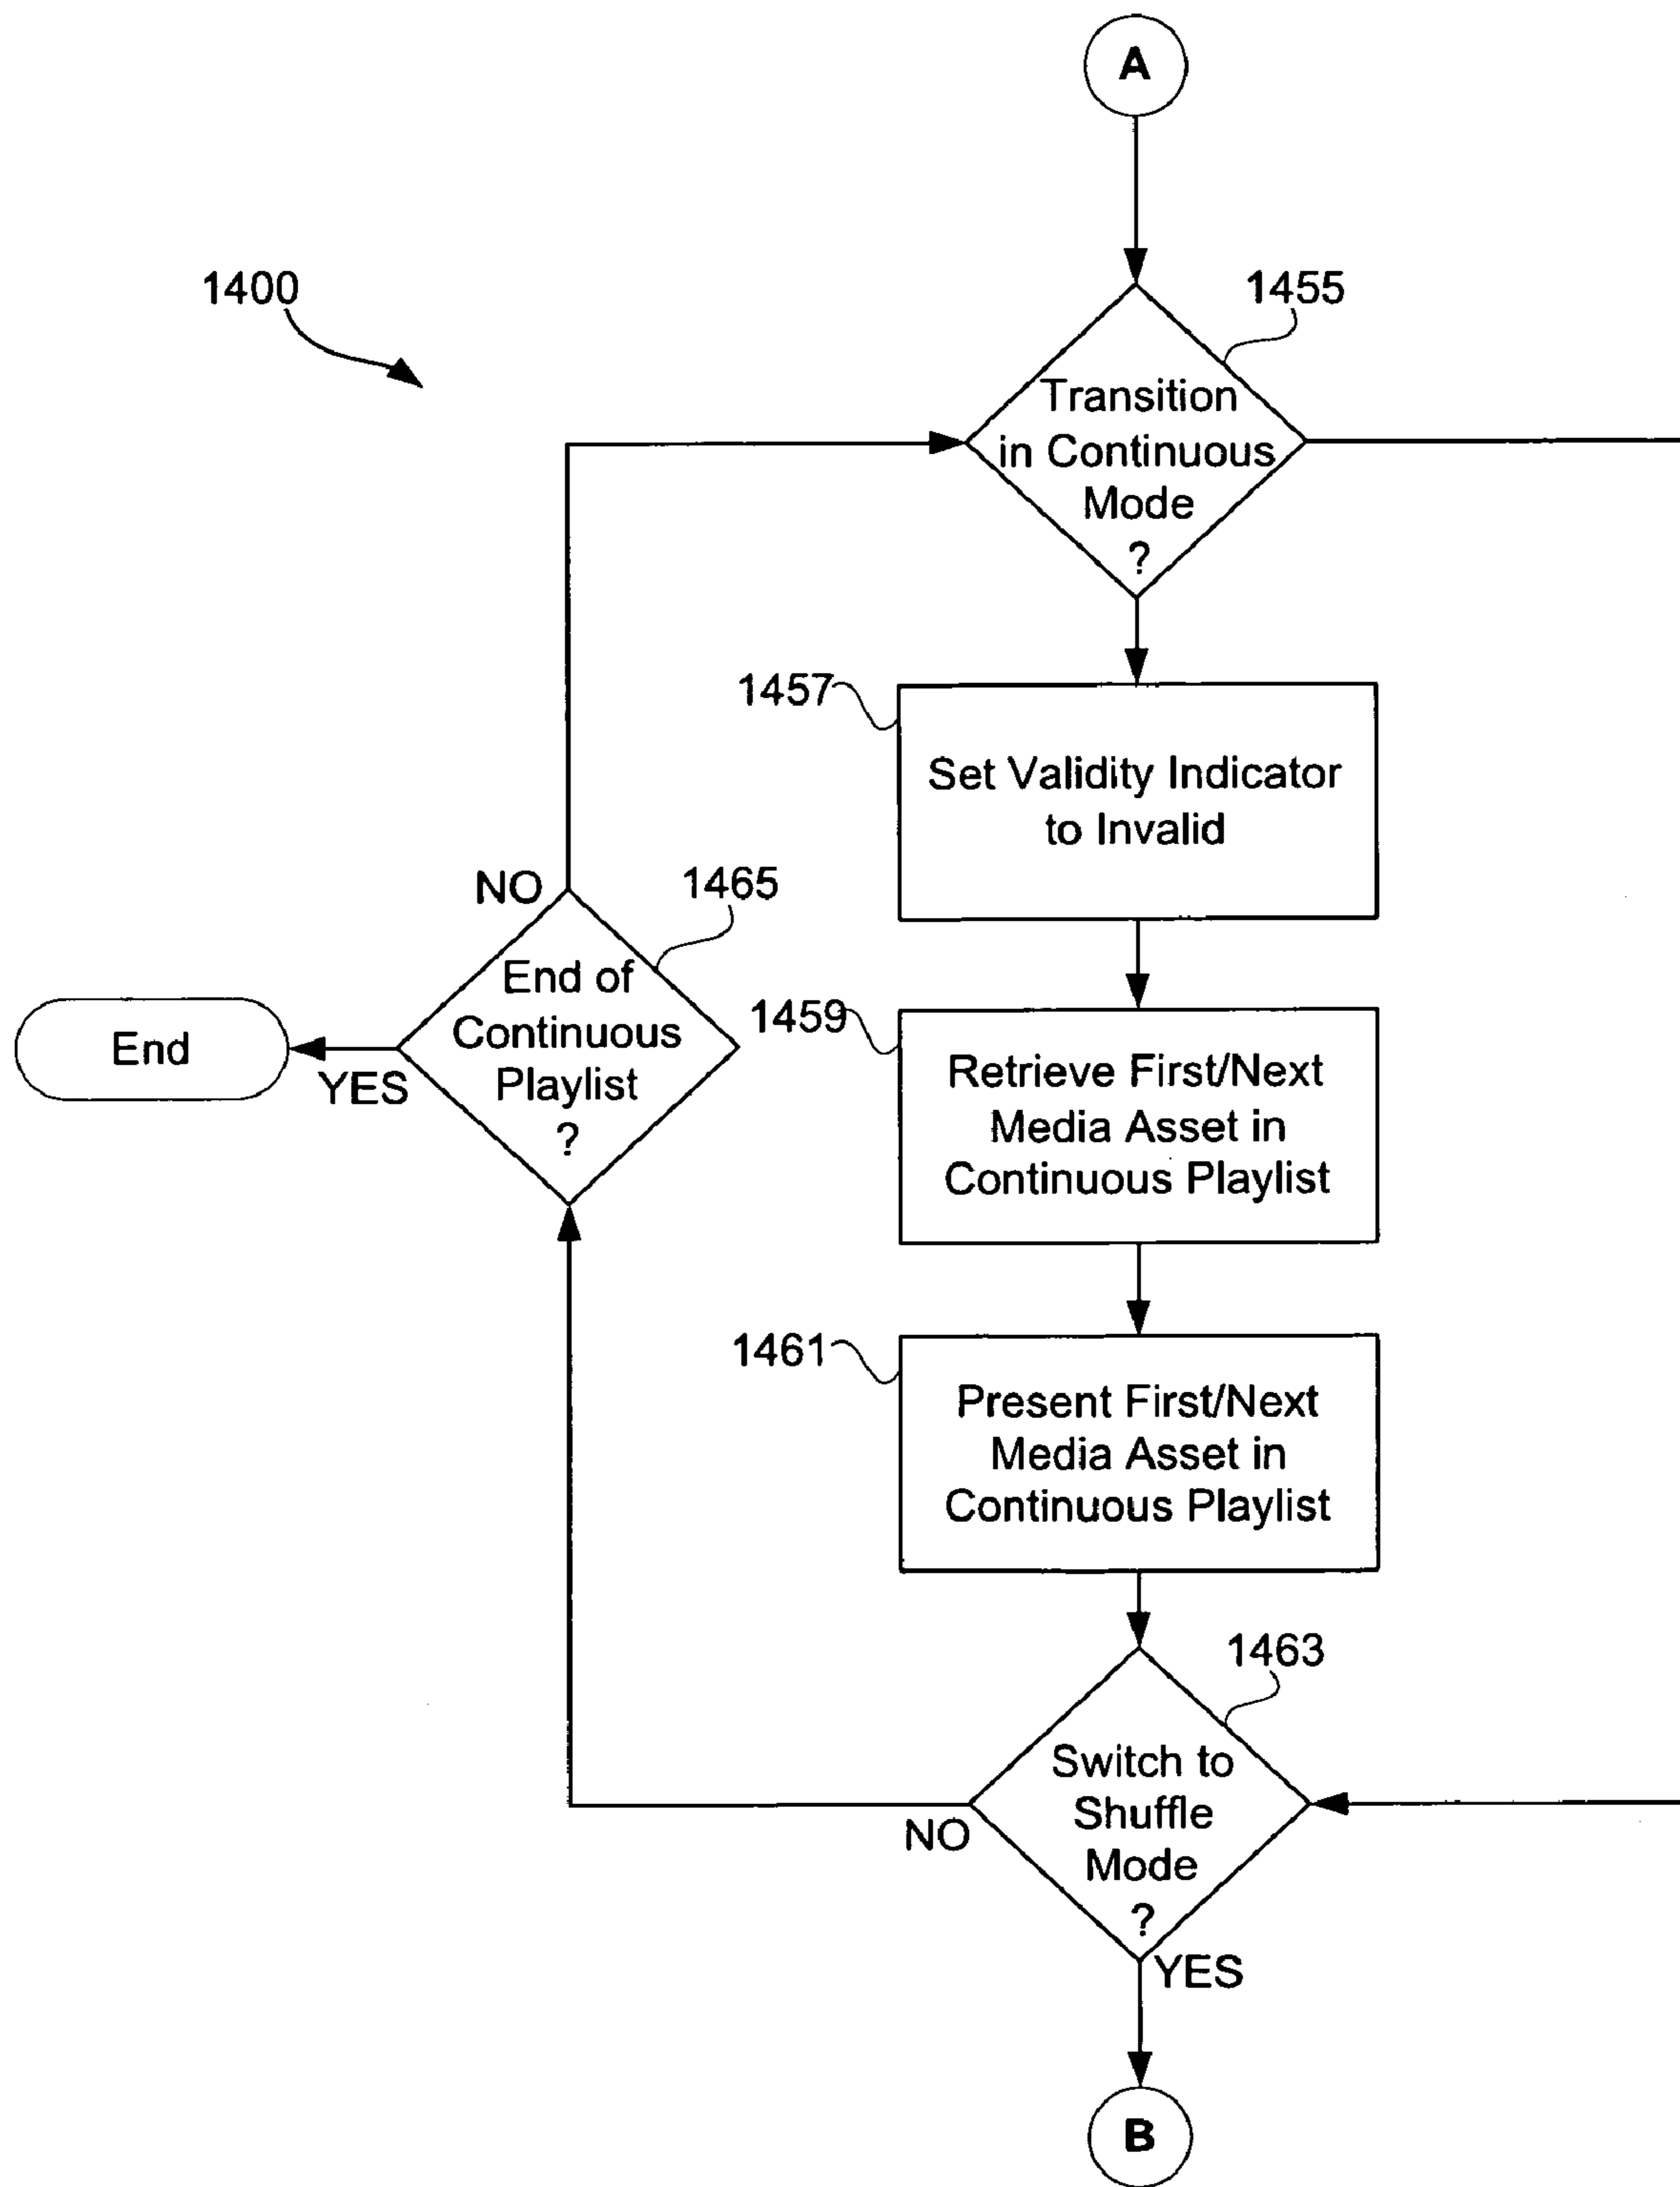 A
1400
1455
Transition
in Continuous
Mode
?
1457
Set Validity Indicator
to Invalid
NO
1465
End of
Continuous
Playlist
?
End
YES
1459
Retrieve First/Next
Media Asset in
Continuous Playlist
1461
Present First/Next
Media Asset in
Continuous Playlist
1463
Switch to
Shuffle
Mode
?
NO
YES
B